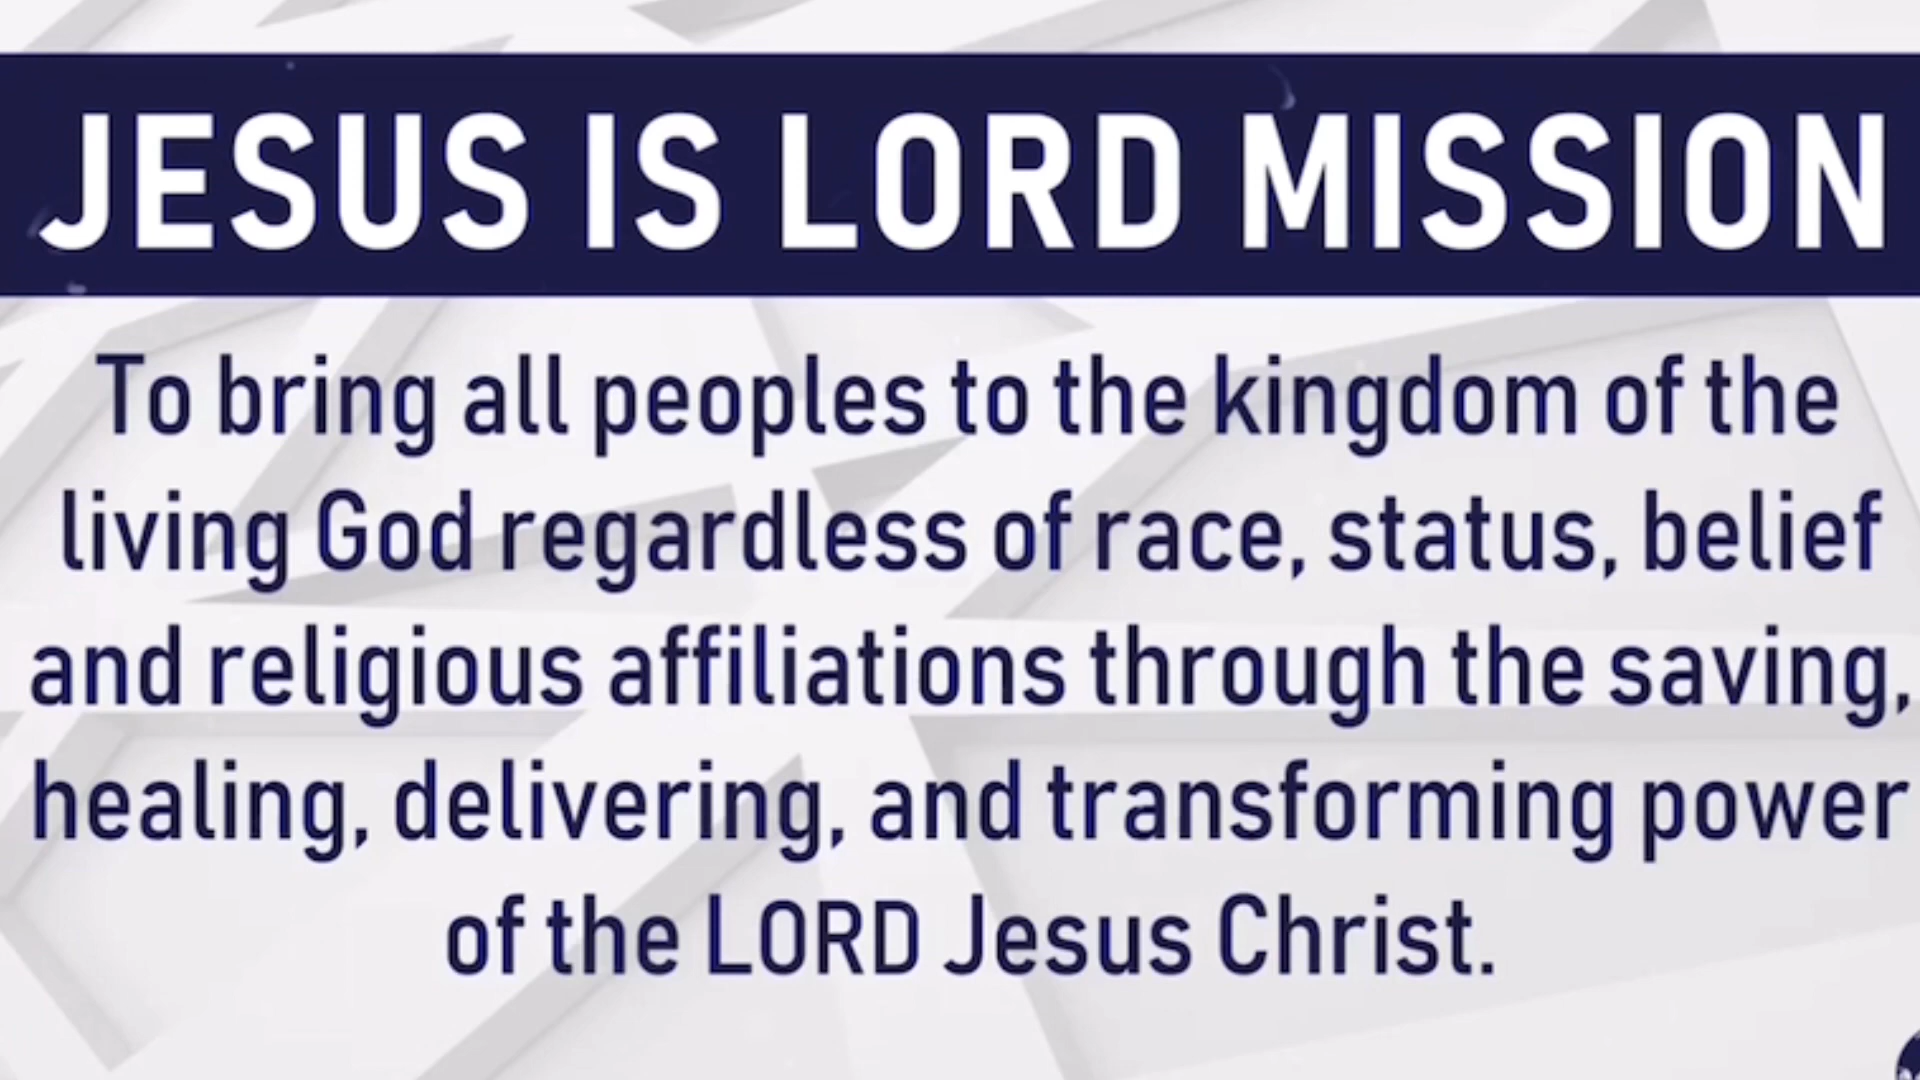 JESUS IS LORD MISSION
To bring all peoples to the kingdom of the
living God regardless of race, status, belief
and religious affiliations through the saving,
healing, delivering, and transforming power
of the LORD Jesus Christ.